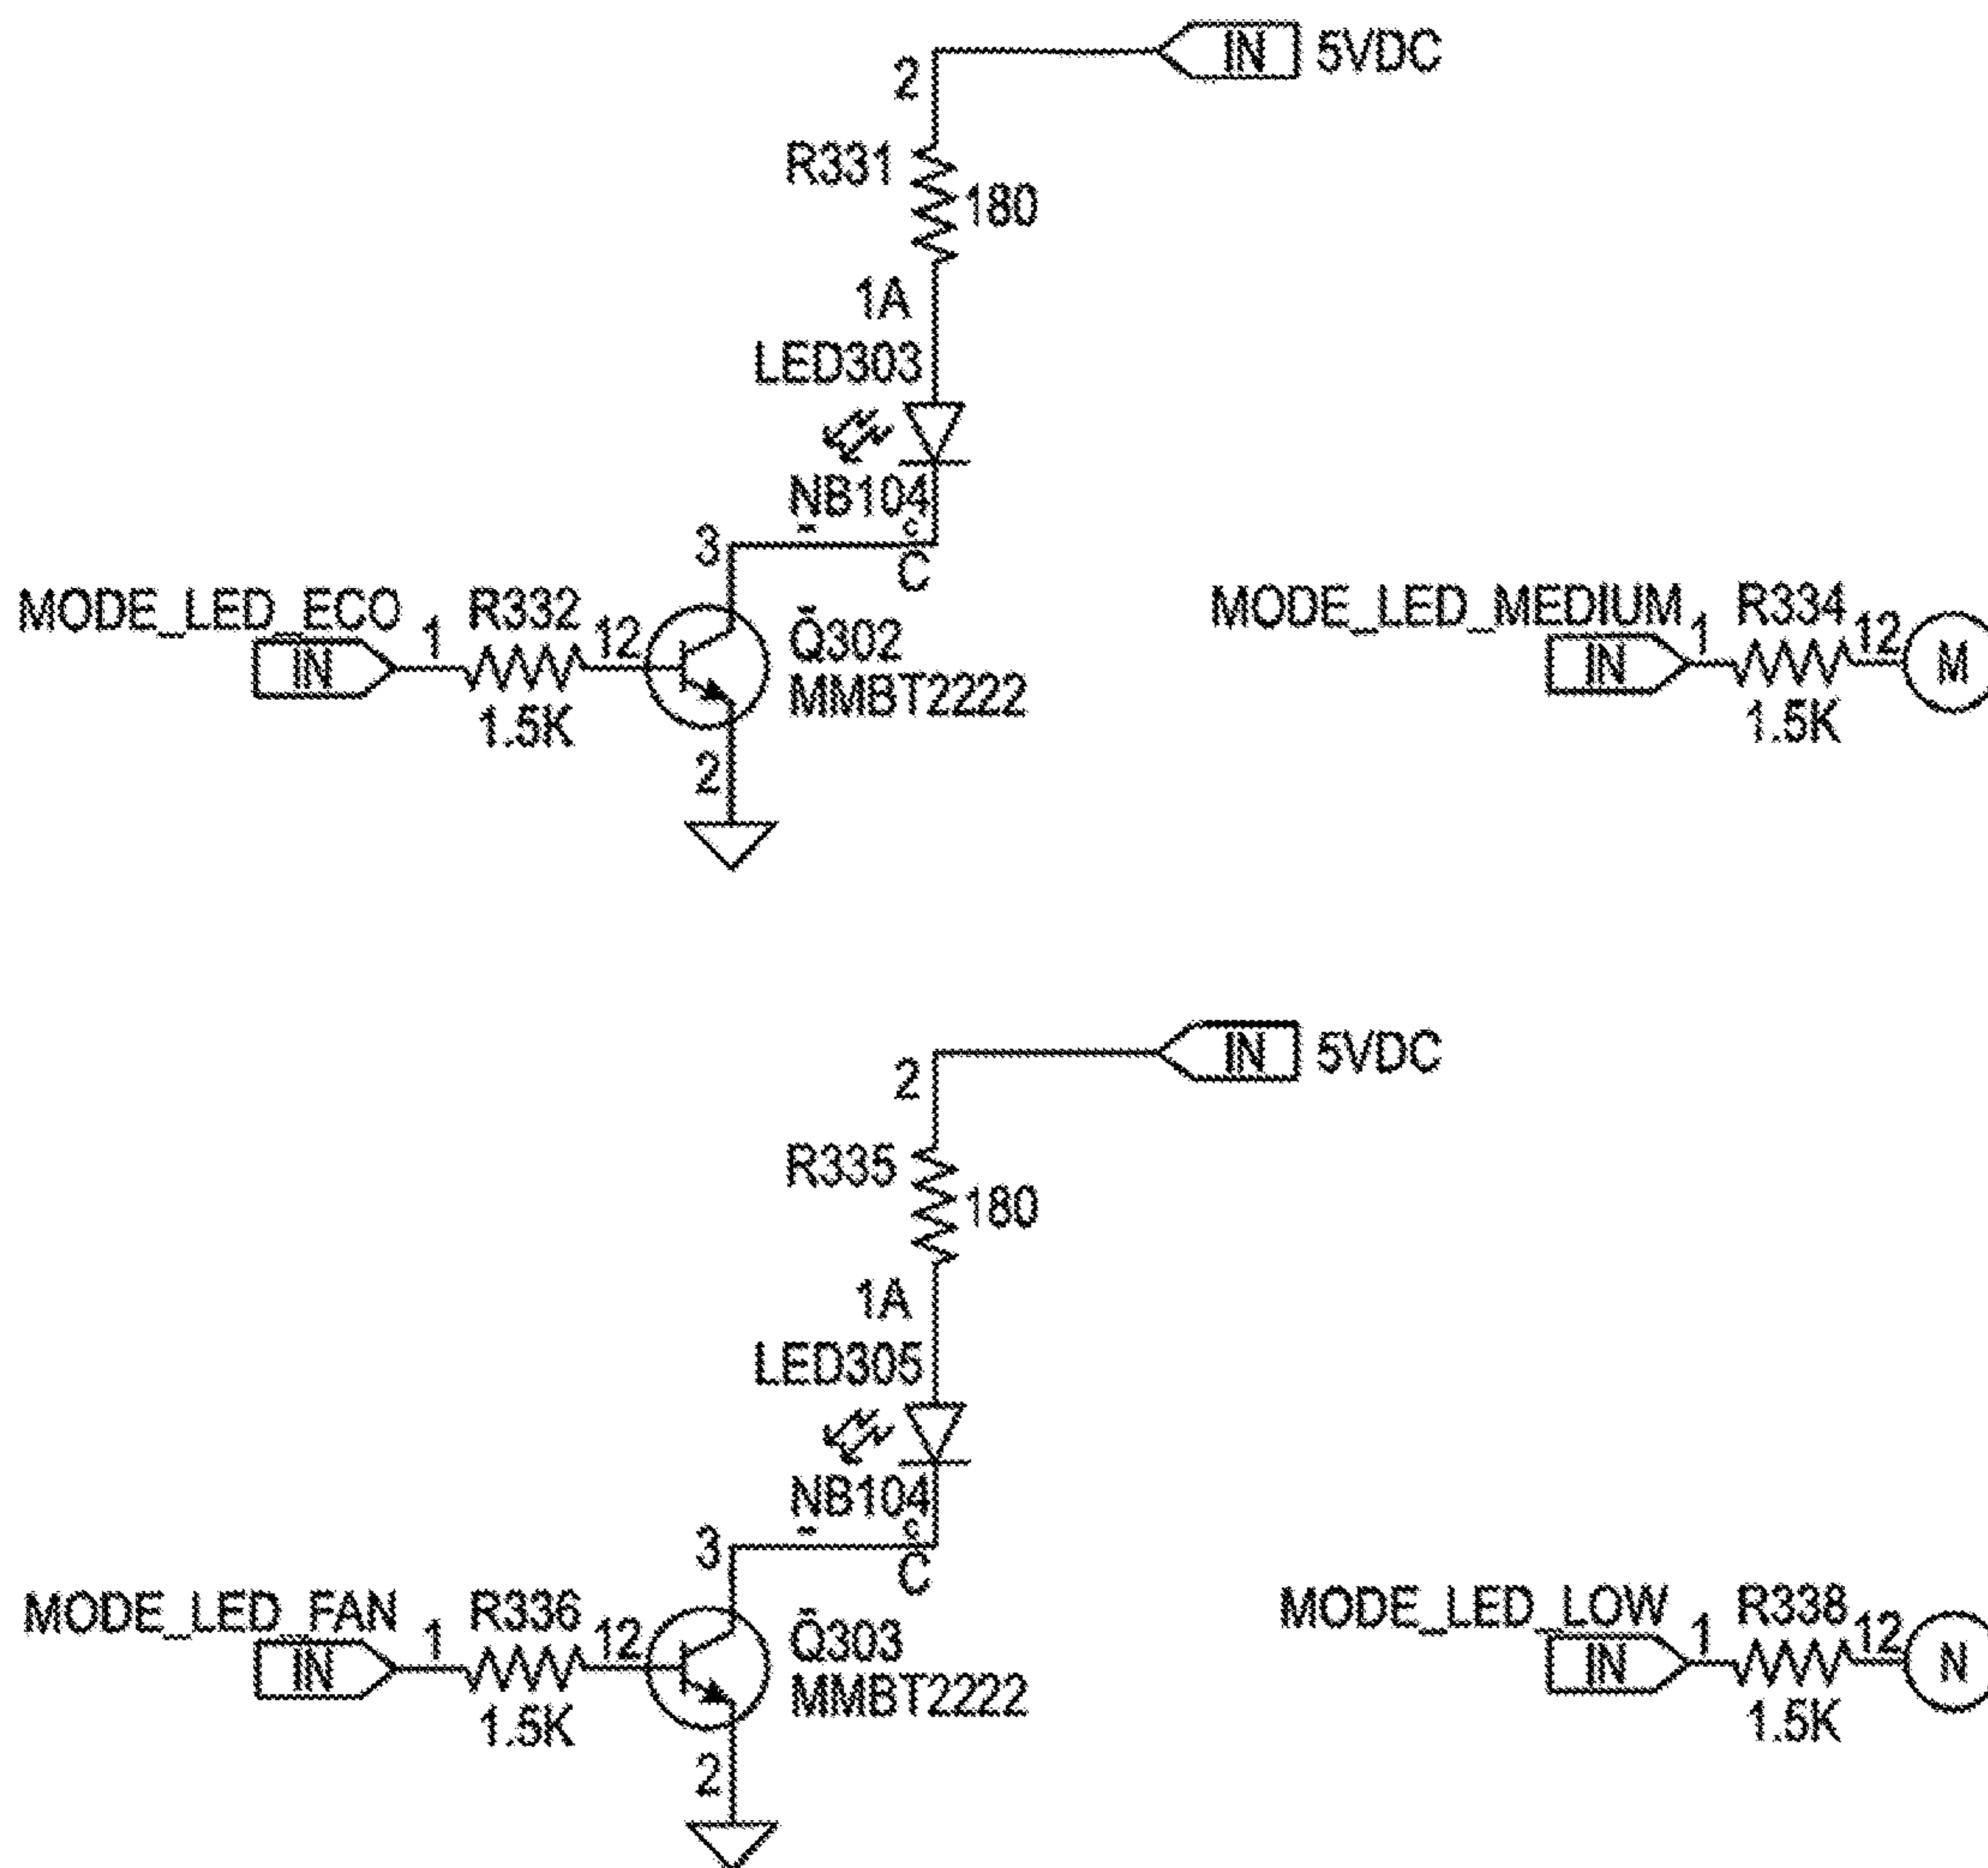 IN 5VDC
2
R331
180
1A
LED303
NB104
-
c
3
C
MODE_LED_ECO
IN
1
R332
12
1.5K
Q302
MMBT2222
2
MODE_LED_MEDIUM
IN
1
R334
12
M
1.5K
IN 5VDC
2
R335
180
1A
LED305
NB104
-
c
3
C
MODE_LED_FAN
IN
1
R336
12
1.5K
Q303
MMBT2222
2
MODE_LED_LOW
IN
1
R338
12
N
1.5K